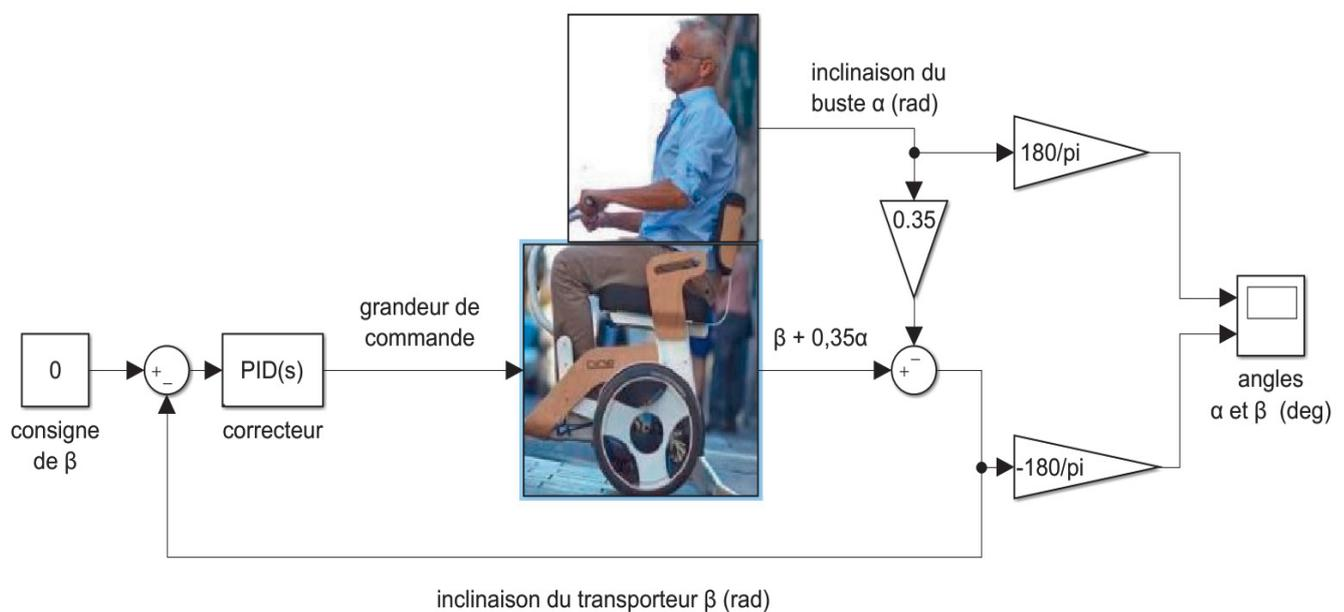 inclinaison du
buste α (rad)
180/pi
0.35
grandeur de
commande
β + 0,35α
0
+
_
PID(s)
+
−
angles
α et β (deg)
consigne
de β
correcteur
-180/pi
inclinaison du transporteur β (rad)